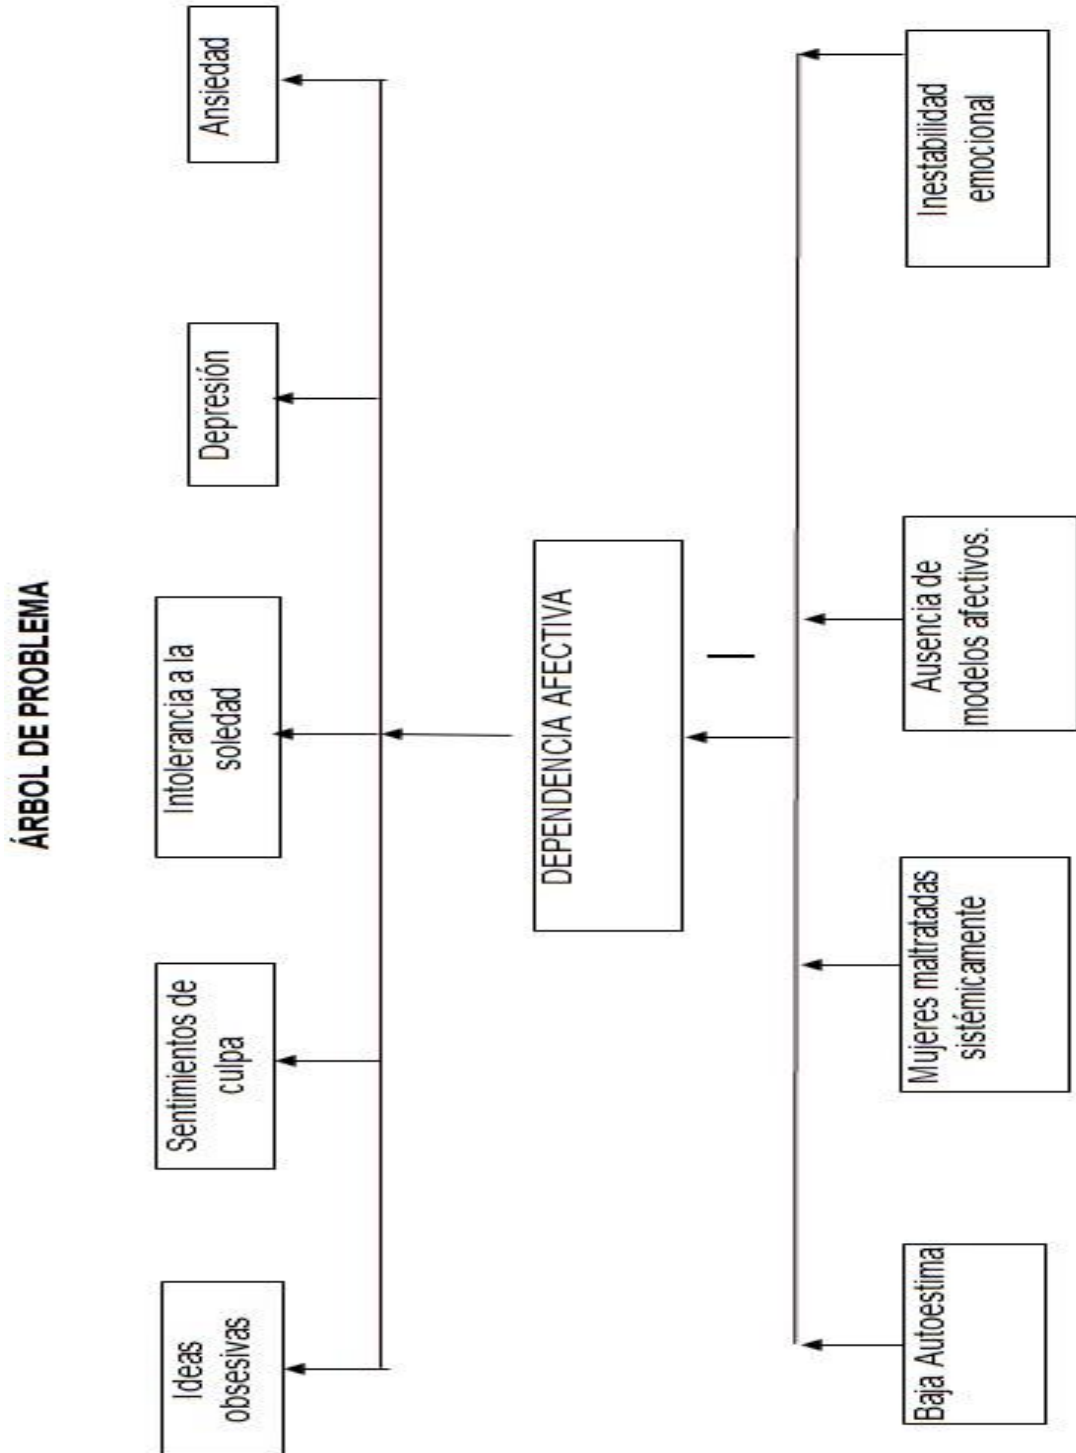 ÁRBOL DE PROBLEMA
Ideas
obsesivas
Sentimientos de
culpa
Intolerancia a la
soledad
Depresión
Ansiedad
DEPENDENCIA AFECTIVA
Baja Autoestima
Mujeres maltratadas
sistémicamente
Ausencia de
modelos afectivos.
Inestabilidad
emocional